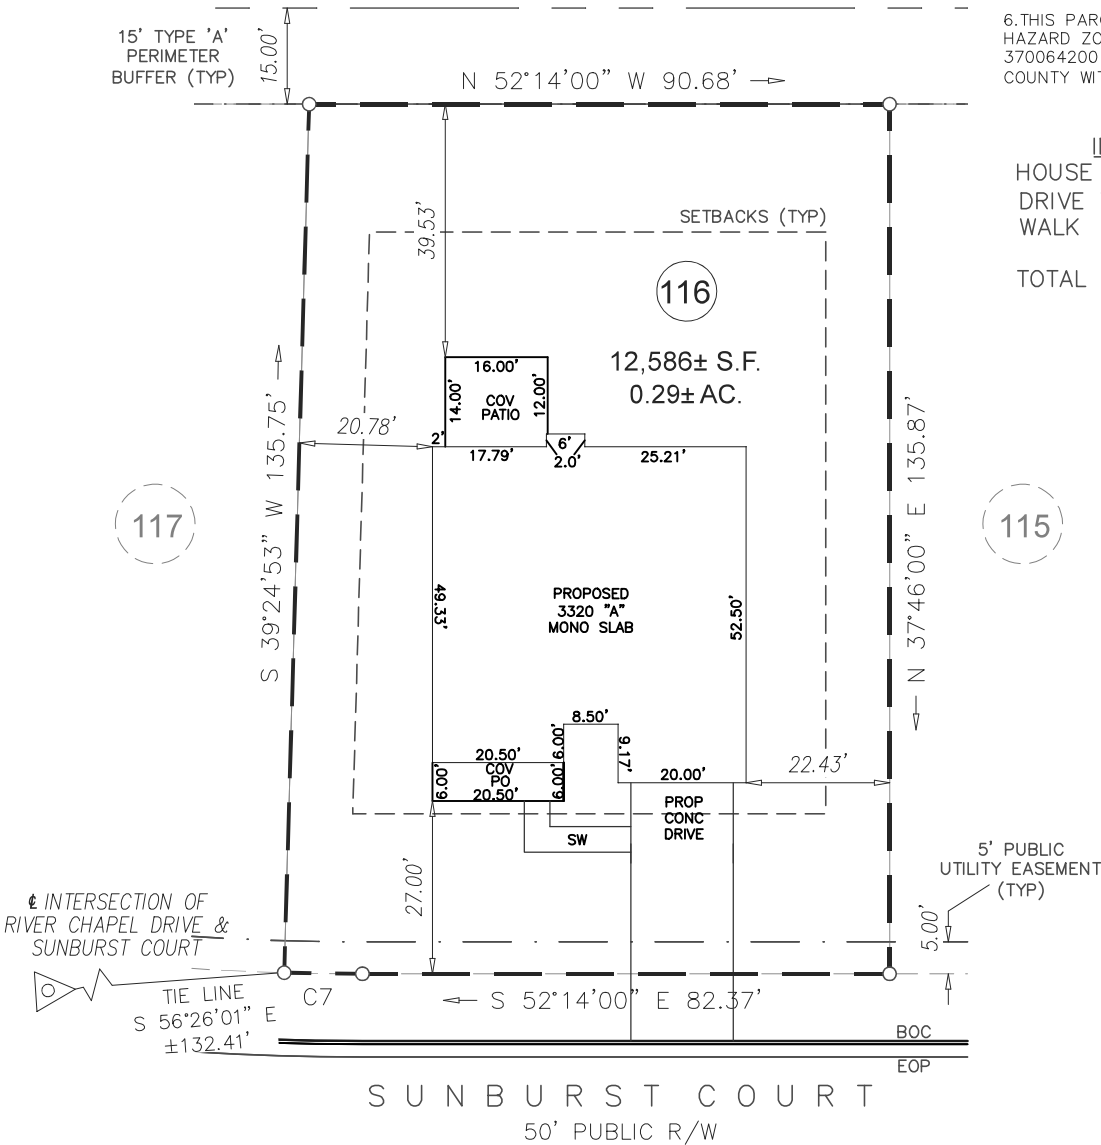 15' TYPE 'A'
PERIMETER
BUFFER (TYP)
15.00'
N 52°14'00" W 90.68'
6.THIS PAR
HAZARD ZO
370064200
COUNTY WIT
HOUSE
DRIVE
WALK
TOTAL
39.53'
SETBACKS (TYP)
116
12,586± S.F.
0.29± AC.
16.00'
14.00'
COV
PATIO
12.00'
20.78'
2'
17.79'
6'
2.0'
25.21'
S 39°24'53" W 135.75'
N 37°46'00" E 135.87'
117
115
49.33'
PROPOSED
3320 "A"
MONO SLAB
52.50'
8.50'
6.00'
9.17'
20.50'
COV
PO
20.50'
6.00'
6.00'
20.00'
22.43'
PROP
CONC
DRIVE
SW
27.00'
5' PUBLIC
UTILITY EASEMENT
(TYP)
5.00'
℄ INTERSECTION OF
RIVER CHAPEL DRIVE &
SUNBURST COURT
TIE LINE
S 56°26'01" E
±132.41'
C7
S 52°14'00" E 82.37'
BOC
EOP
SUNBURST COURT
50' PUBLIC R/W